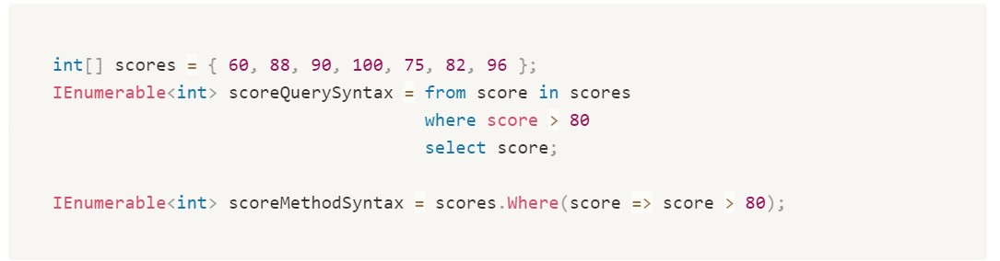 int[] scores = { 60, 88, 90, 100, 75, 82, 96 };
IEnumerable<int> scoreQuerySyntax = from score in scores
where score > 80
select score;
IEnumerable<int> scoreMethodSyntax = scores.Where(score => score > 80);